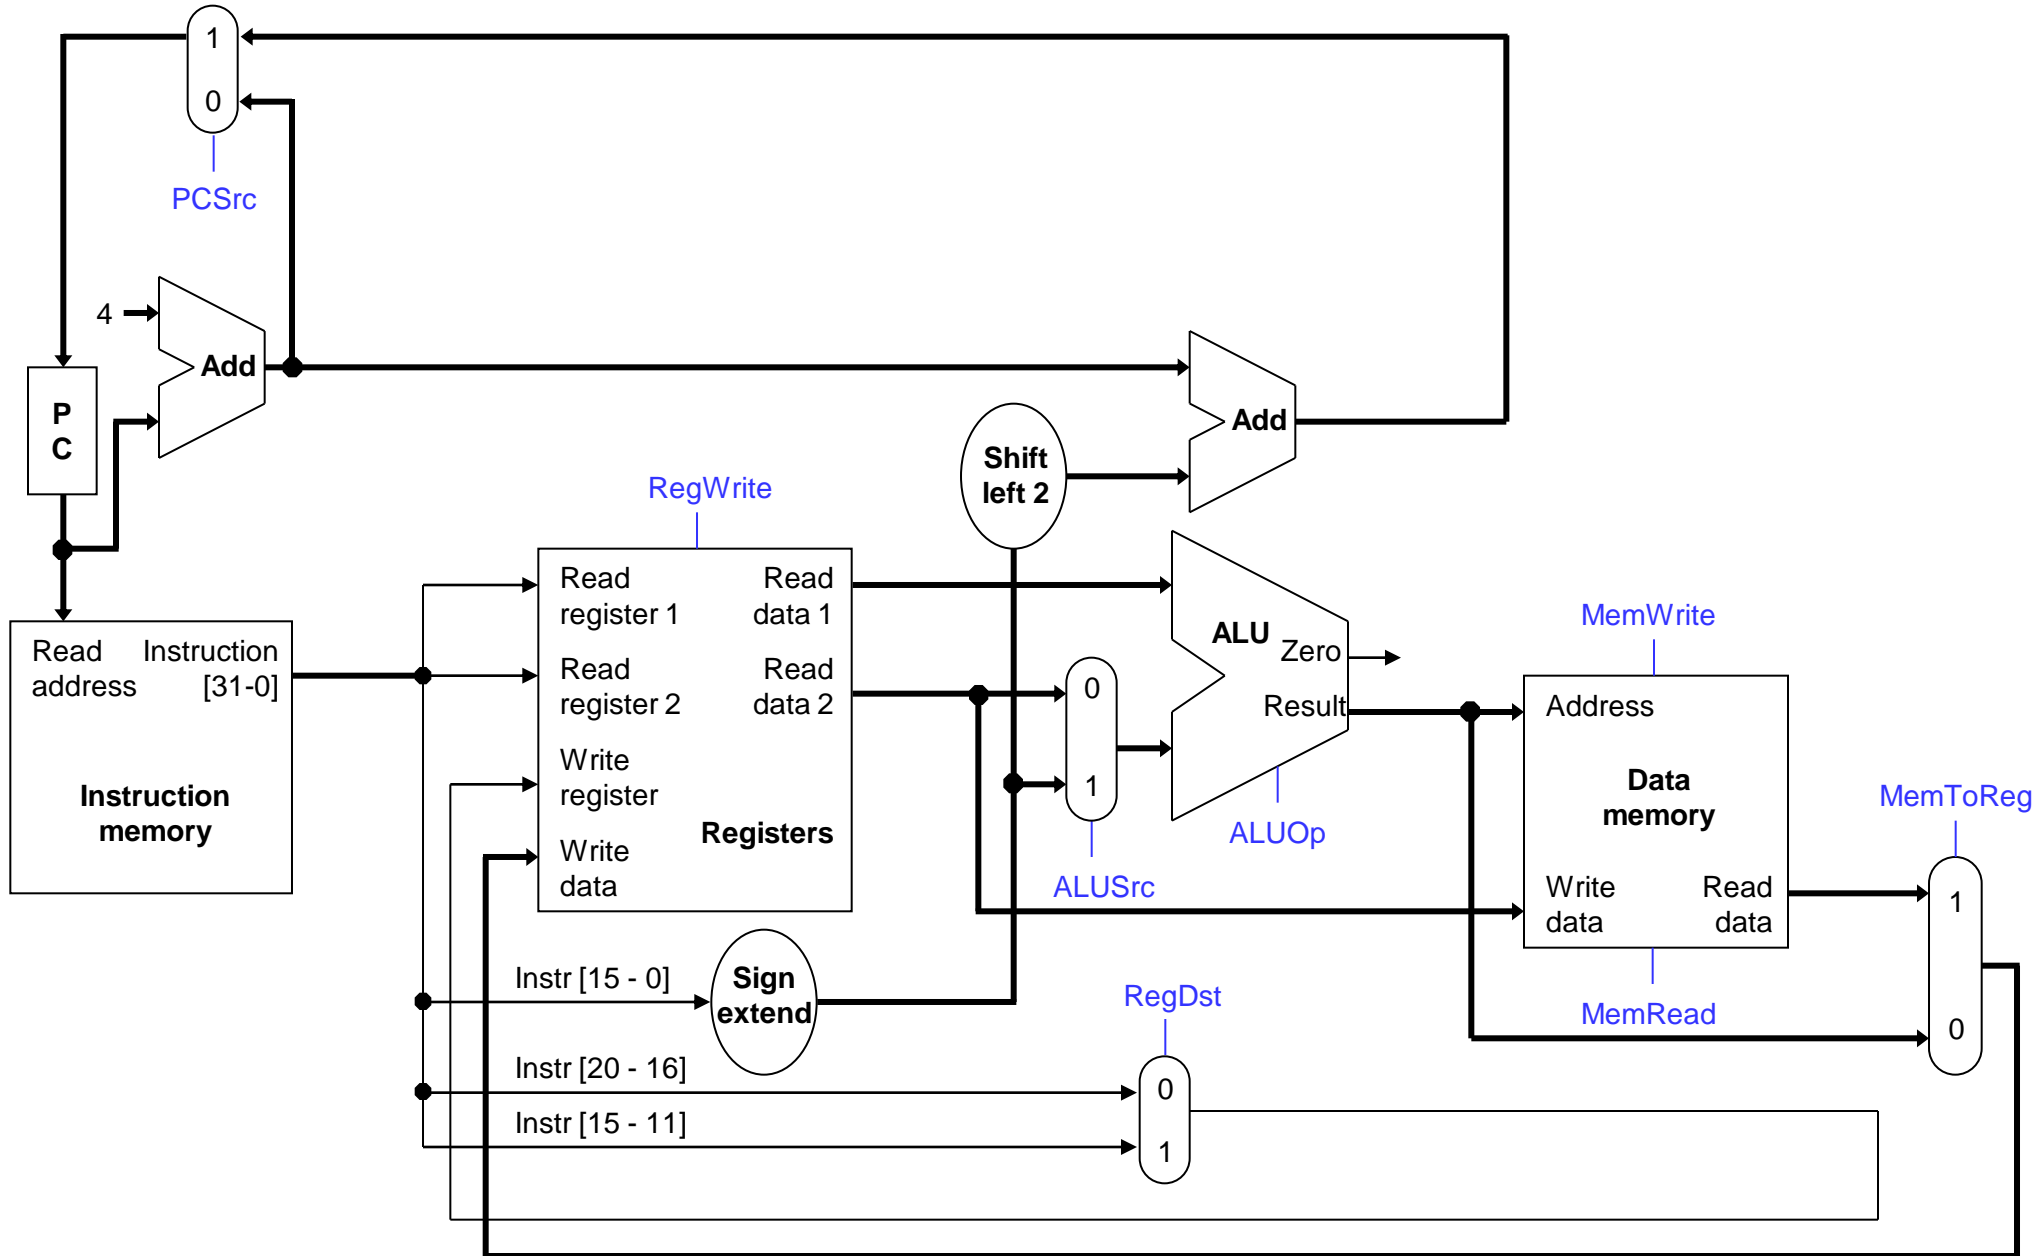 1
0
PCSrc
4
Add
P
C
Add
Shift
left 2
RegWrite
Read
register 1
Read
data 1
Read
register 2
Read
data 2
Write
register
Write
data
Registers
Read
address
Instruction
[31-0]
Instruction
memory
0
1
ALUSrc
ALU
Zero
Result
ALUOp
MemWrite
Address
Data
memory
Write
data
Read
data
MemRead
MemToReg
1
0
Instr [15 - 0]
Sign
extend
Instr [20 - 16]
Instr [15 - 11]
RegDst
0
1